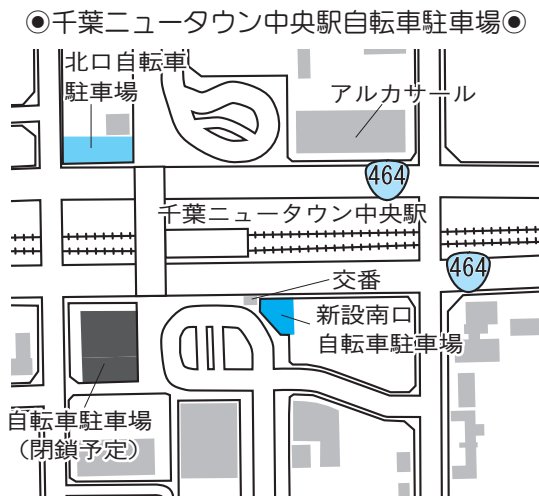 ◉千葉ニュータウン中央駅自転車駐車場◉
北口自転車
駐車場
アルカサール
464
千葉ニュータウン中央駅
464
交番
新設南口
自転車駐車場
自転車駐車場
（閉鎖予定）